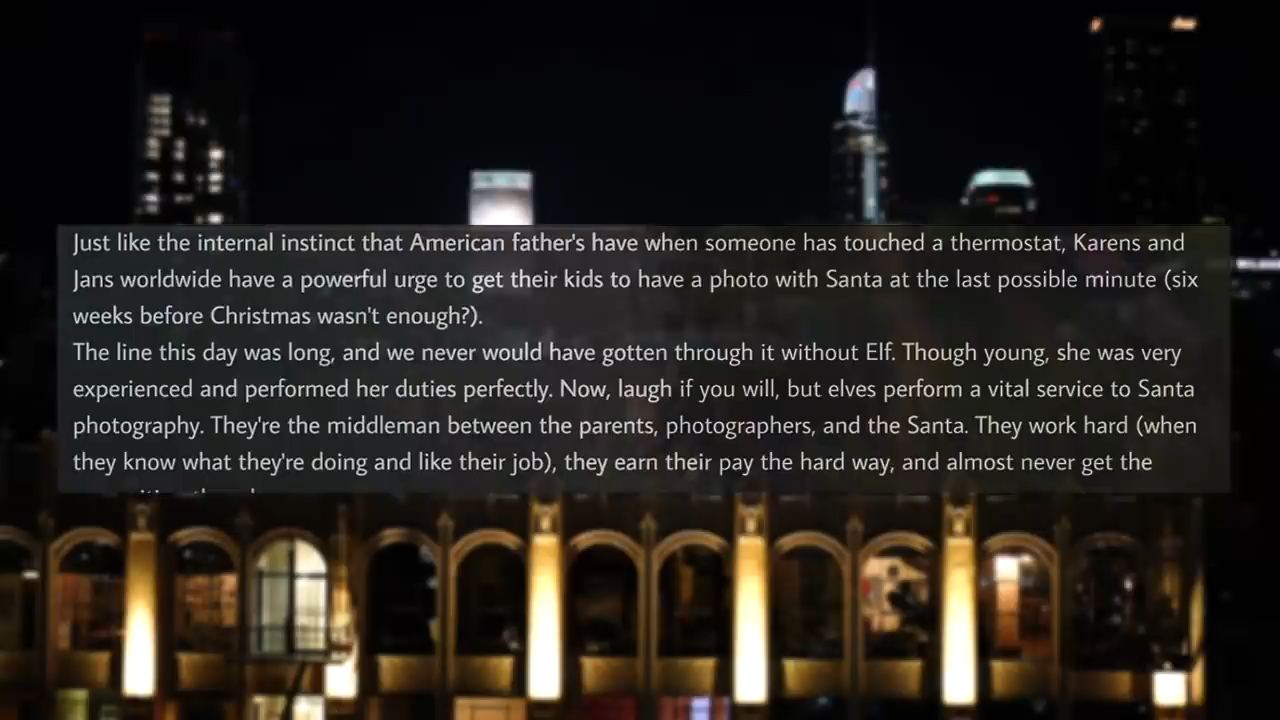 Just like the internal instinct that American father's have when someone has touched a thermostat, Karens and
Jans worldwide have a powerful urge to get their kids to have a photo with Santa at the last possible minute (six
weeks before Christmas wasn't enough?).
The line this day was long, and we never would have gotten through it without Elf. Though young, she was very
experienced and performed her duties perfectly. Now, laugh if you will, but elves perform a vital service to Santa
photography. They're the middleman between the parents, photographers, and the Santa. They work hard (when
they know what they're doing and like their job), they earn their pay the hard way, and almost never get the